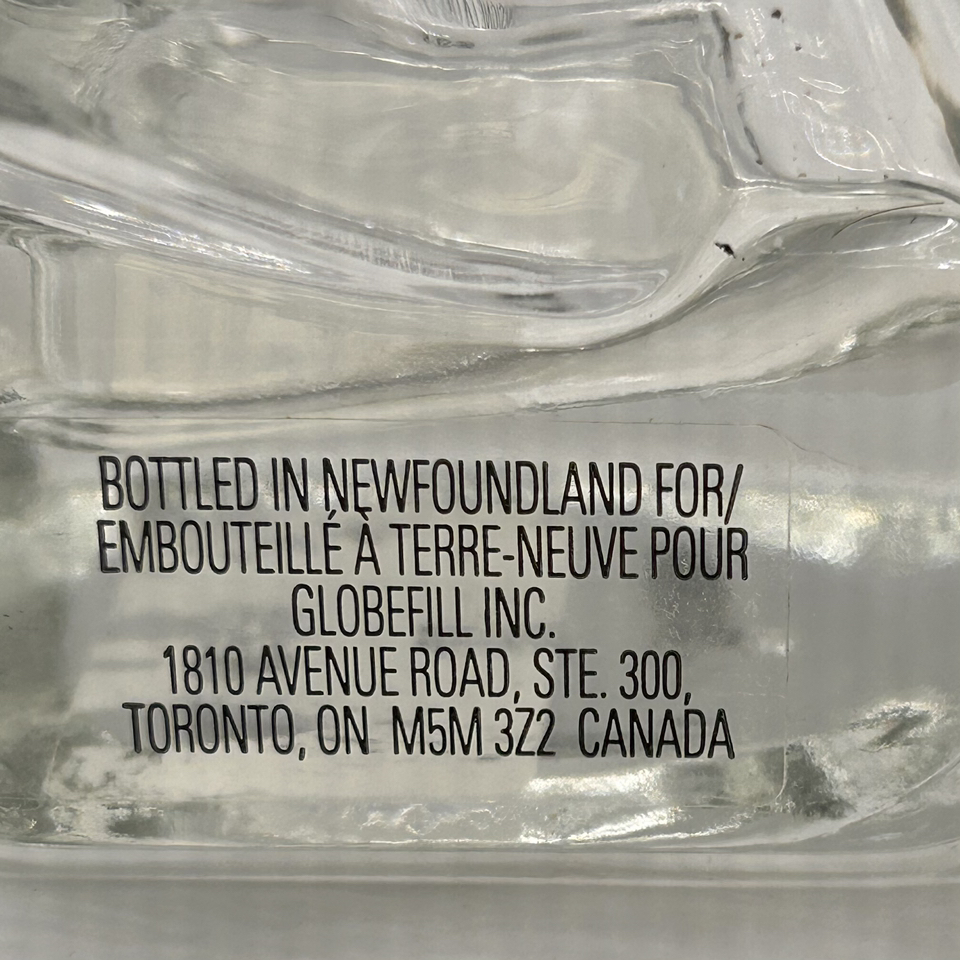 BOTTLED IN NEWFOUNDLAND FOR/
EMBOUTEILLÉ À TERRE-NEUVE POUR
GLOBEFILL INC.
1810 AVENUE ROAD, STE. 300,
TORONTO, ON M5M 3Z2 CANADA